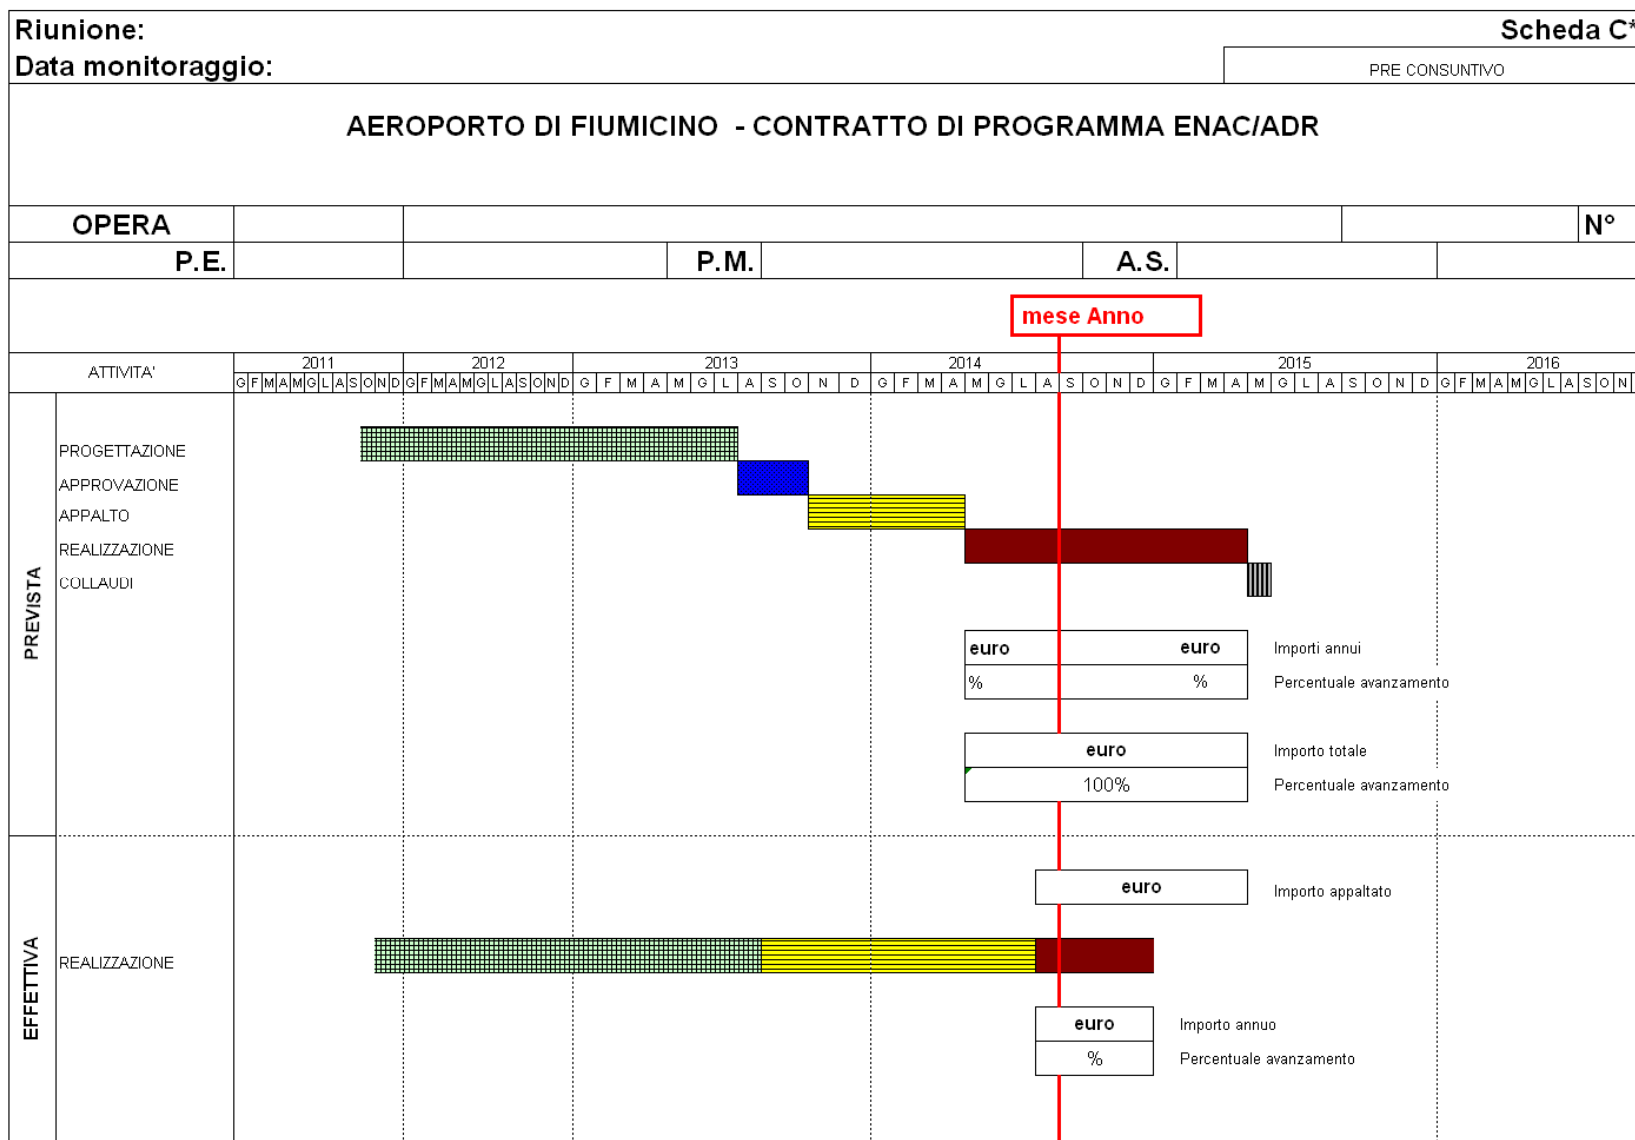 Riunione: Scheda C*
Data monitoraggio: PRE CONSUNTIVO
AEROPORTO DI FIUMICINO - CONTRATTO DI PROGRAMMA ENAC/ADR
OPERA N°
P.E. P.M. A.S.
mese Anno
ATTIVITA' 2011 2012 2013 2014 2015 2016
G F M A M G L A S O N D G F M A M G L A S O N D G F M A M G L A S O N D G F M A M G L A S O N D G F M A M G L A S O N D G F M A M G L A S O N
PREVISTA
PROGETTAZIONE
APPROVAZIONE
APPALTO
REALIZZAZIONE
COLLAUDI
euro euro Importi annui
% % Percentuale avanzamento
euro Importo totale
100% Percentuale avanzamento
EFFETTIVA
euro Importo appaltato
REALIZZAZIONE
euro Importo annuo
% Percentuale avanzamento